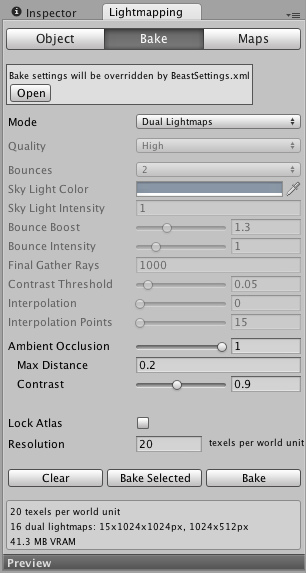 Inspector Lightmapping
Object Bake Maps
Bake settings will be overridden by BeastSettings.xml
Open
Mode Dual Lightmaps
Quality High
Bounces 2
Sky Light Color
Sky Light Intensity 1
Bounce Boost 1.3
Bounce Intensity 1
Final Gather Rays 1000
Contrast Threshold 0.05
Interpolation 0
Interpolation Points 15
Ambient Occlusion 1
Max Distance 0.2
Contrast 0.9
Lock Atlas
Resolution 20 texels per world unit
Clear Bake Selected Bake
20 texels per world unit
16 dual lightmaps: 15x1024x1024px, 1024x512px
41.3 MB VRAM
Preview